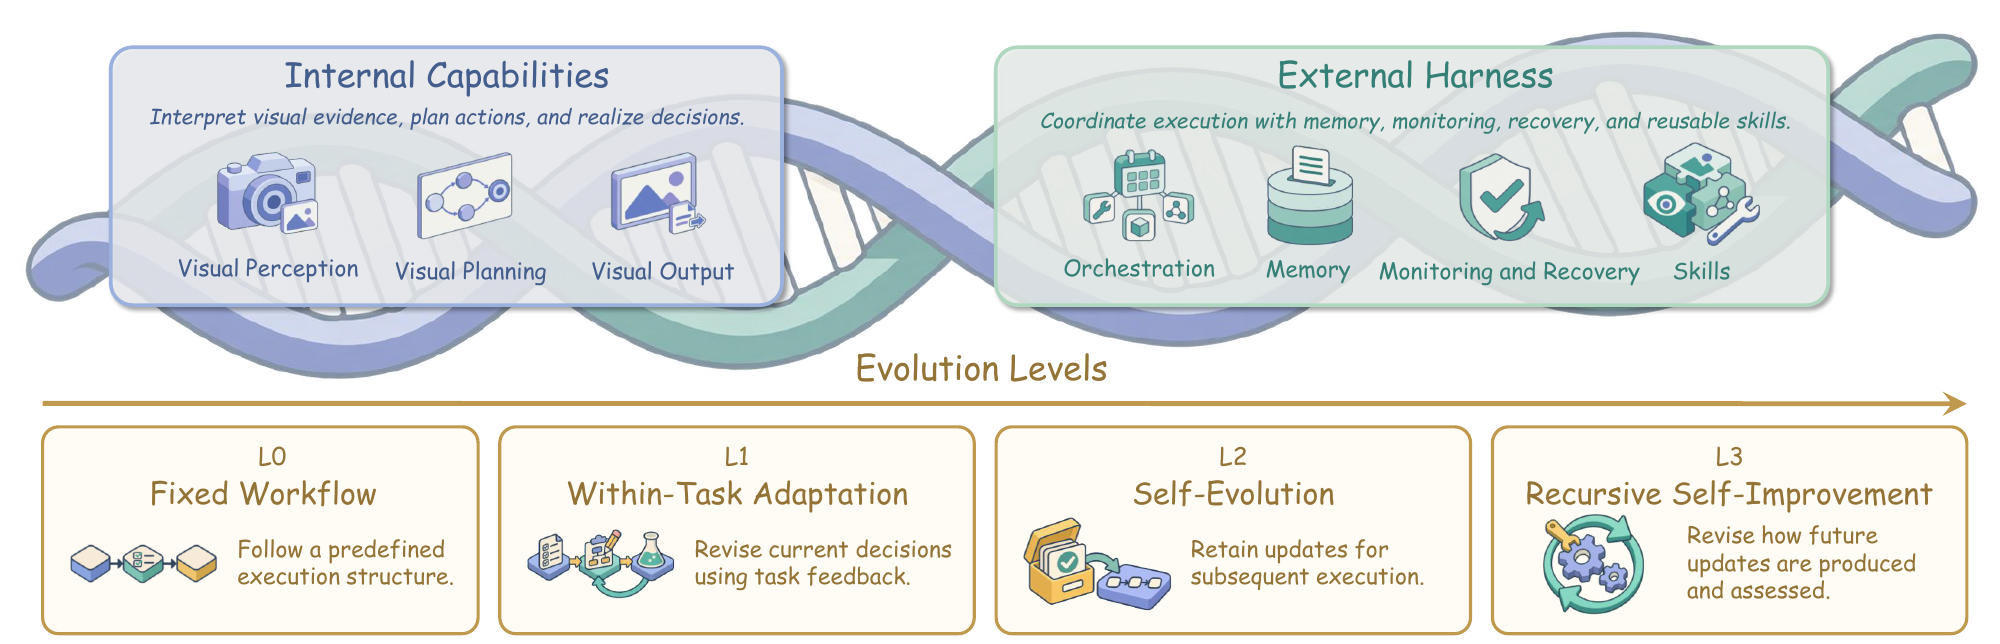 Internal Capabilities
Interpret visual evidence, plan actions, and realize decisions.
Visual Perception
Visual Planning
Visual Output
External Harness
Coordinate execution with memory, monitoring, recovery, and reusable skills.
Orchestration
Memory
Monitoring and Recovery
Skills
Evolution Levels
L0
Fixed Workflow
Follow a predefined
execution structure.
L1
Within-Task Adaptation
Revise current decisions
using task feedback.
L2
Self-Evolution
Retain updates for
subsequent execution.
L3
Recursive Self-Improvement
Revise how future
updates are produced
and assessed.